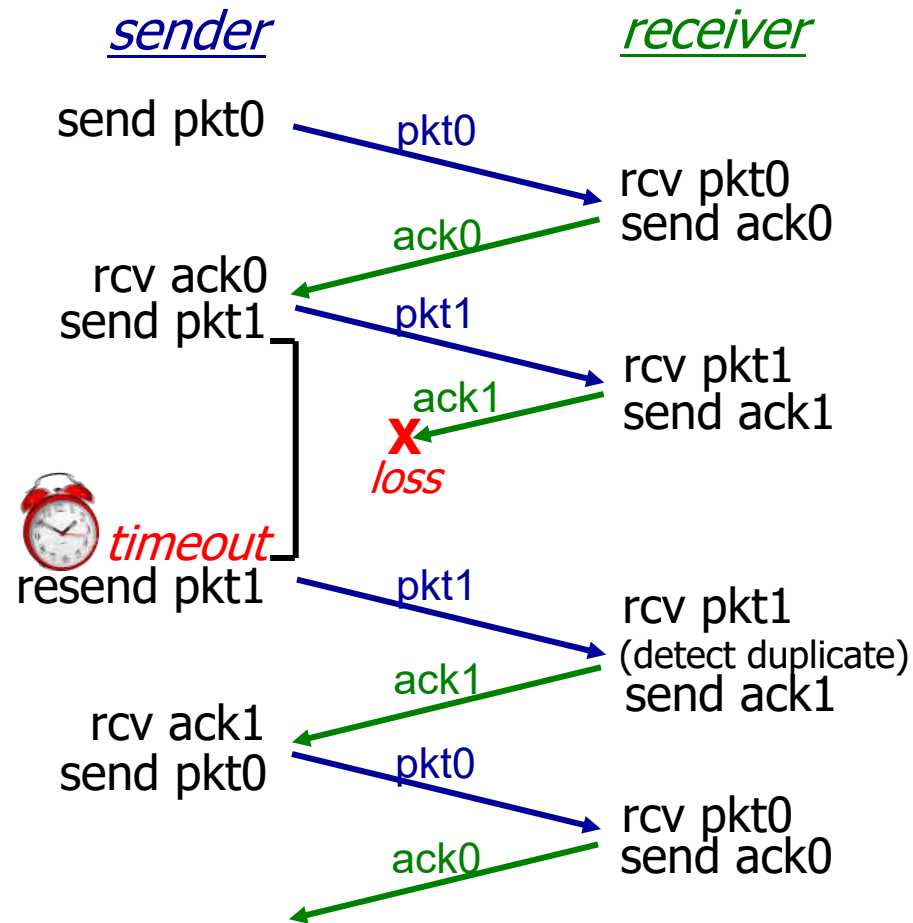 sender
receiver
send pkt0
pkt0
rcv pkt0
send ack0
ack0
rcv ack0
send pkt1
pkt1
rcv pkt1
send ack1
ack1
X
loss
timeout
resend pkt1
pkt1
rcv pkt1
(detect duplicate)
send ack1
ack1
rcv ack1
send pkt0
pkt0
rcv pkt0
send ack0
ack0